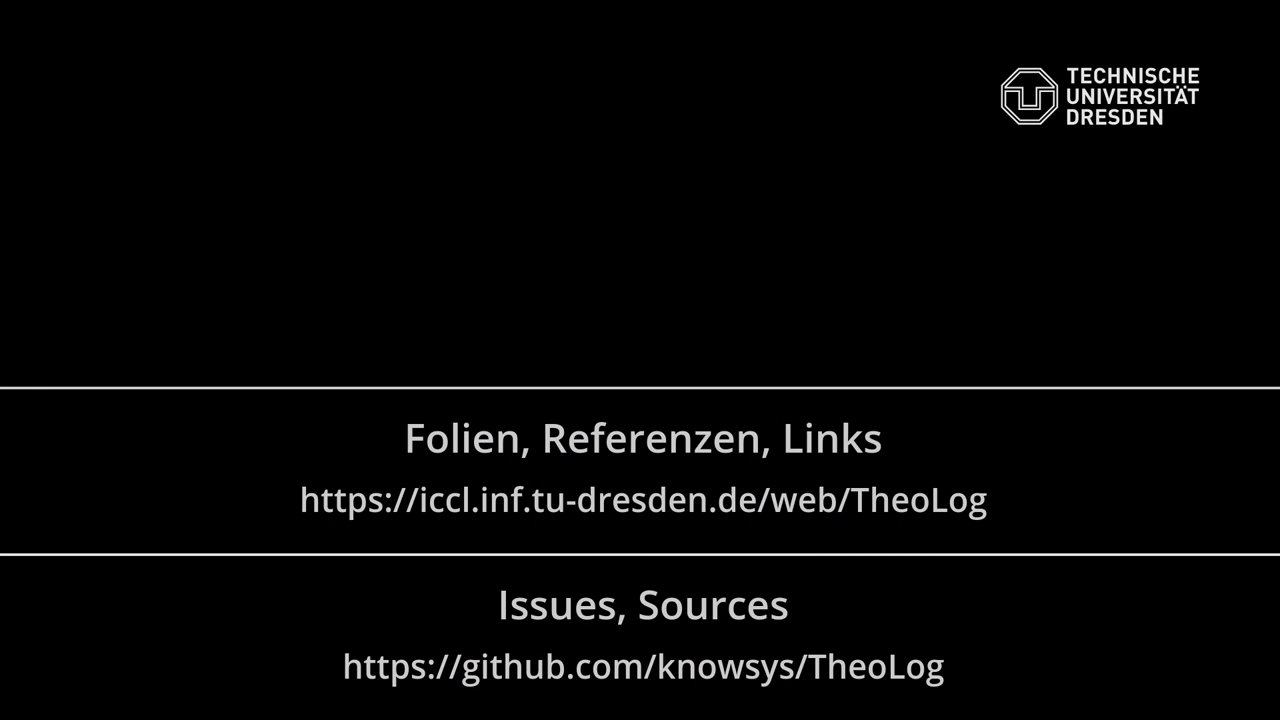 TECHNISCHE
UNIVERSITÄT
DRESDEN
Folien, Referenzen, Links
https://iccl.inf.tu-dresden.de/web/TheoLog
Issues, Sources
https://github.com/knowsys/TheoLog